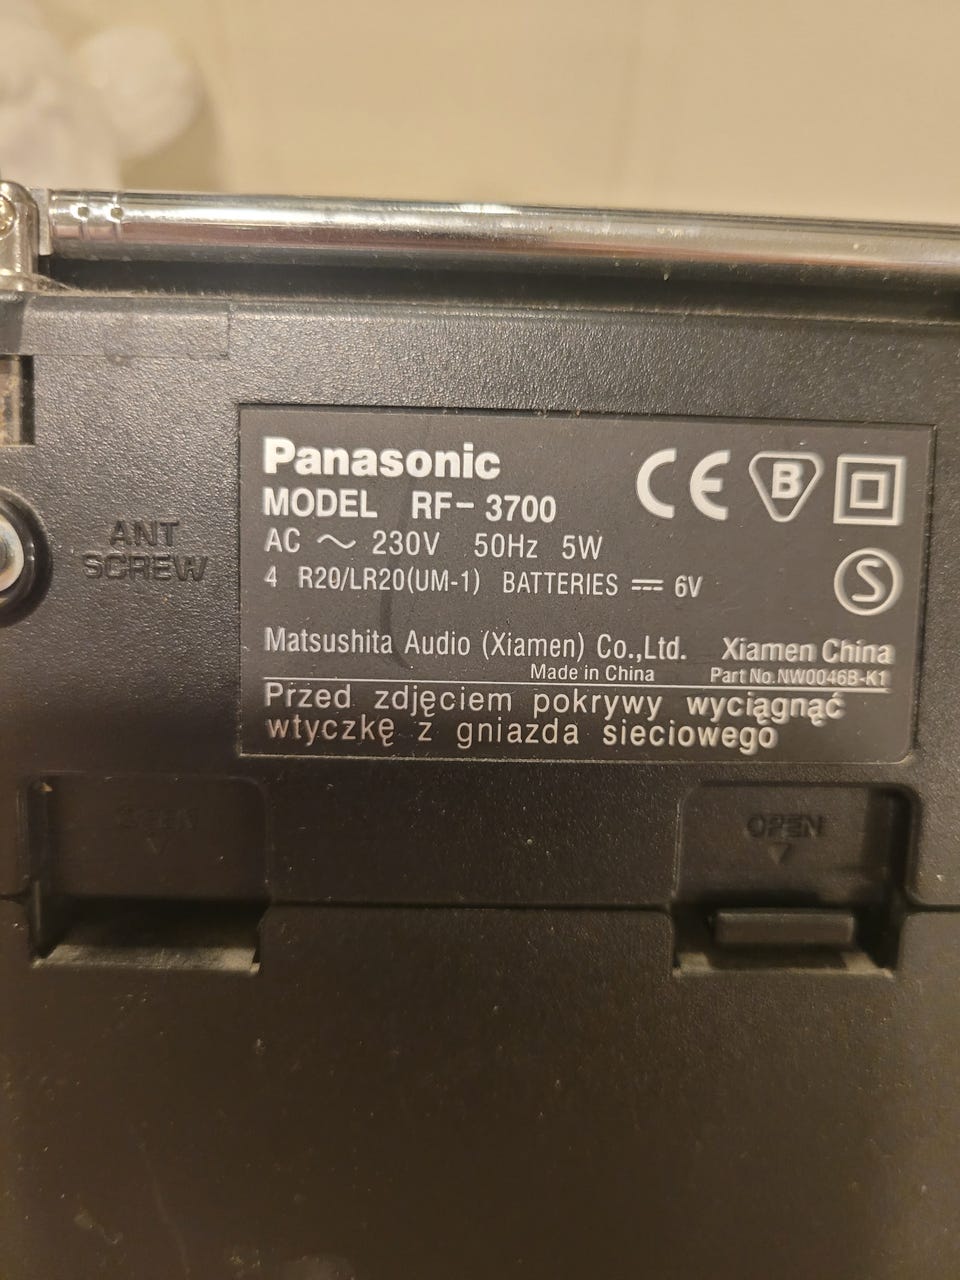 Panasonic
MODEL RF-3700
AC ~ 230V 50Hz 5W
4 R20/LR20(UM-1) BATTERIES ⎓ 6V
CE B
S
Matsushita Audio (Xiamen) Co.,Ltd. Xiamen China
Made in China Part No.NW0046B-K1
Przed zdjęciem pokrywy wyciągnąć
wtyczkę z gniazda sieciowego
ANT
SCREW
OPEN
OPEN